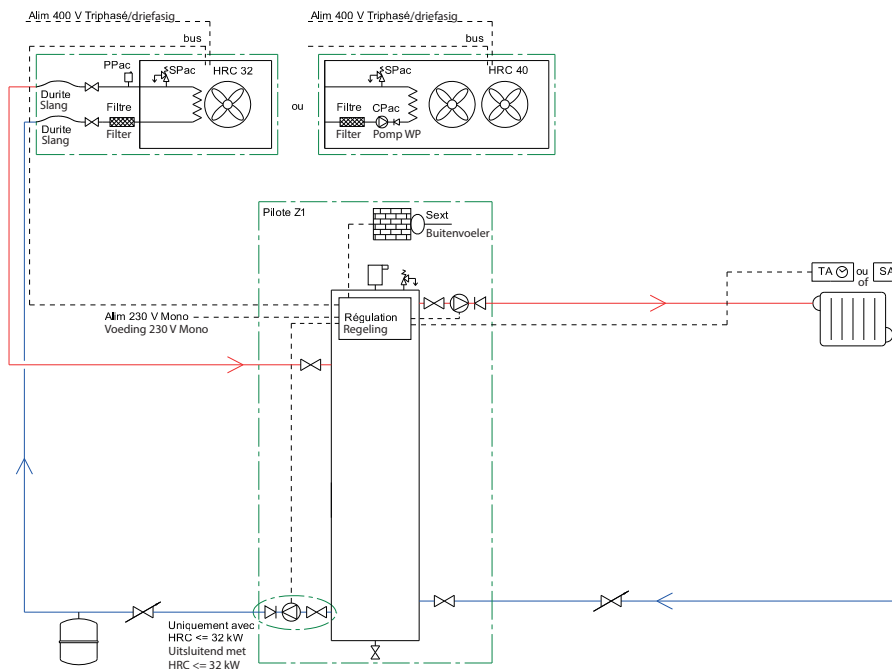 Alim 400 V Triphasé/driefasig
bus
PPac
SPac
HRC 32
Durite
Slang
Filtre
Filter
Durite
Slang
ou
Alim 400 V Triphasé/driefasig
bus
SPac
HRC 40
Filtre
Filter
CPac
Pomp WP
Pilote Z1
Sext
Buitenvoeler
Alim 230 V Mono
Voeding 230 V Mono
Régulation
Regeling
TA
ou
of
SA
Uniquement avec
HRC <= 32 kW
Uitsluitend met
HRC <= 32 kW